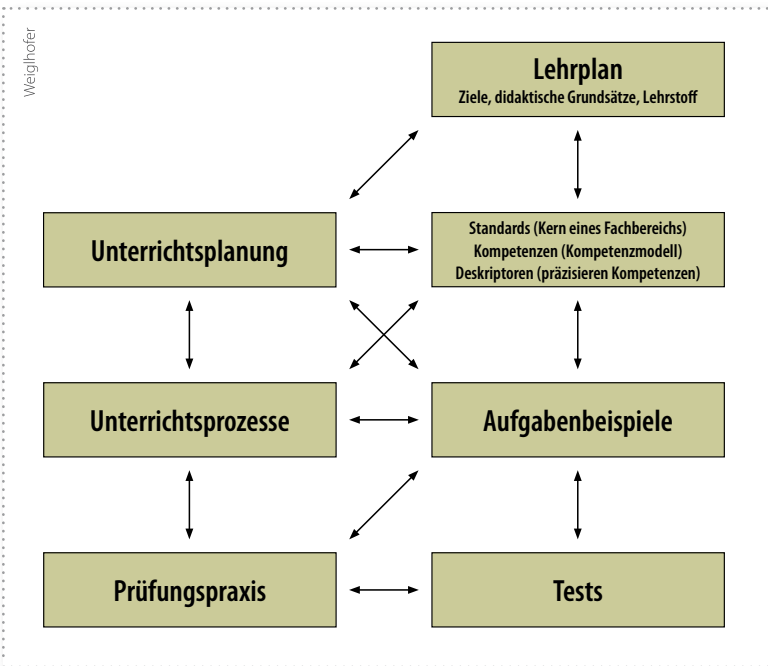 Weiglhofer
Lehrplan
Ziele, didaktische Grundsätze, Lehrstoff
Unterrichtsplanung
Standards (Kern eines Fachbereichs)
Kompetenzen (Kompetenzmodell)
Deskriptoren (präzisieren Kompetenzen)
Unterrichtsprozesse
Aufgabenbeispiele
Prüfungspraxis
Tests